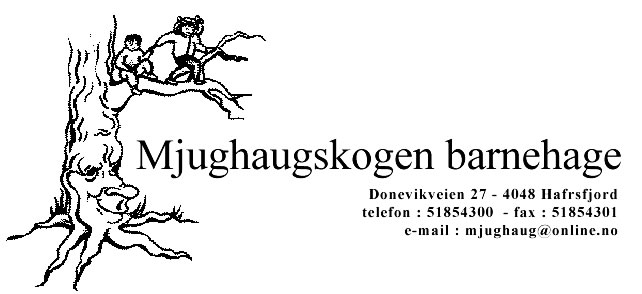 Mjughaugskogen barnehage
Donevikveien 27 - 4048 Hafrsfjord
telefon : 51854300 - fax : 51854301
e-mail : mjughaug@online.no